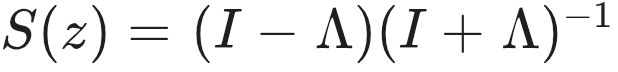 S(z) = (I − Λ)(I + Λ)⁻¹